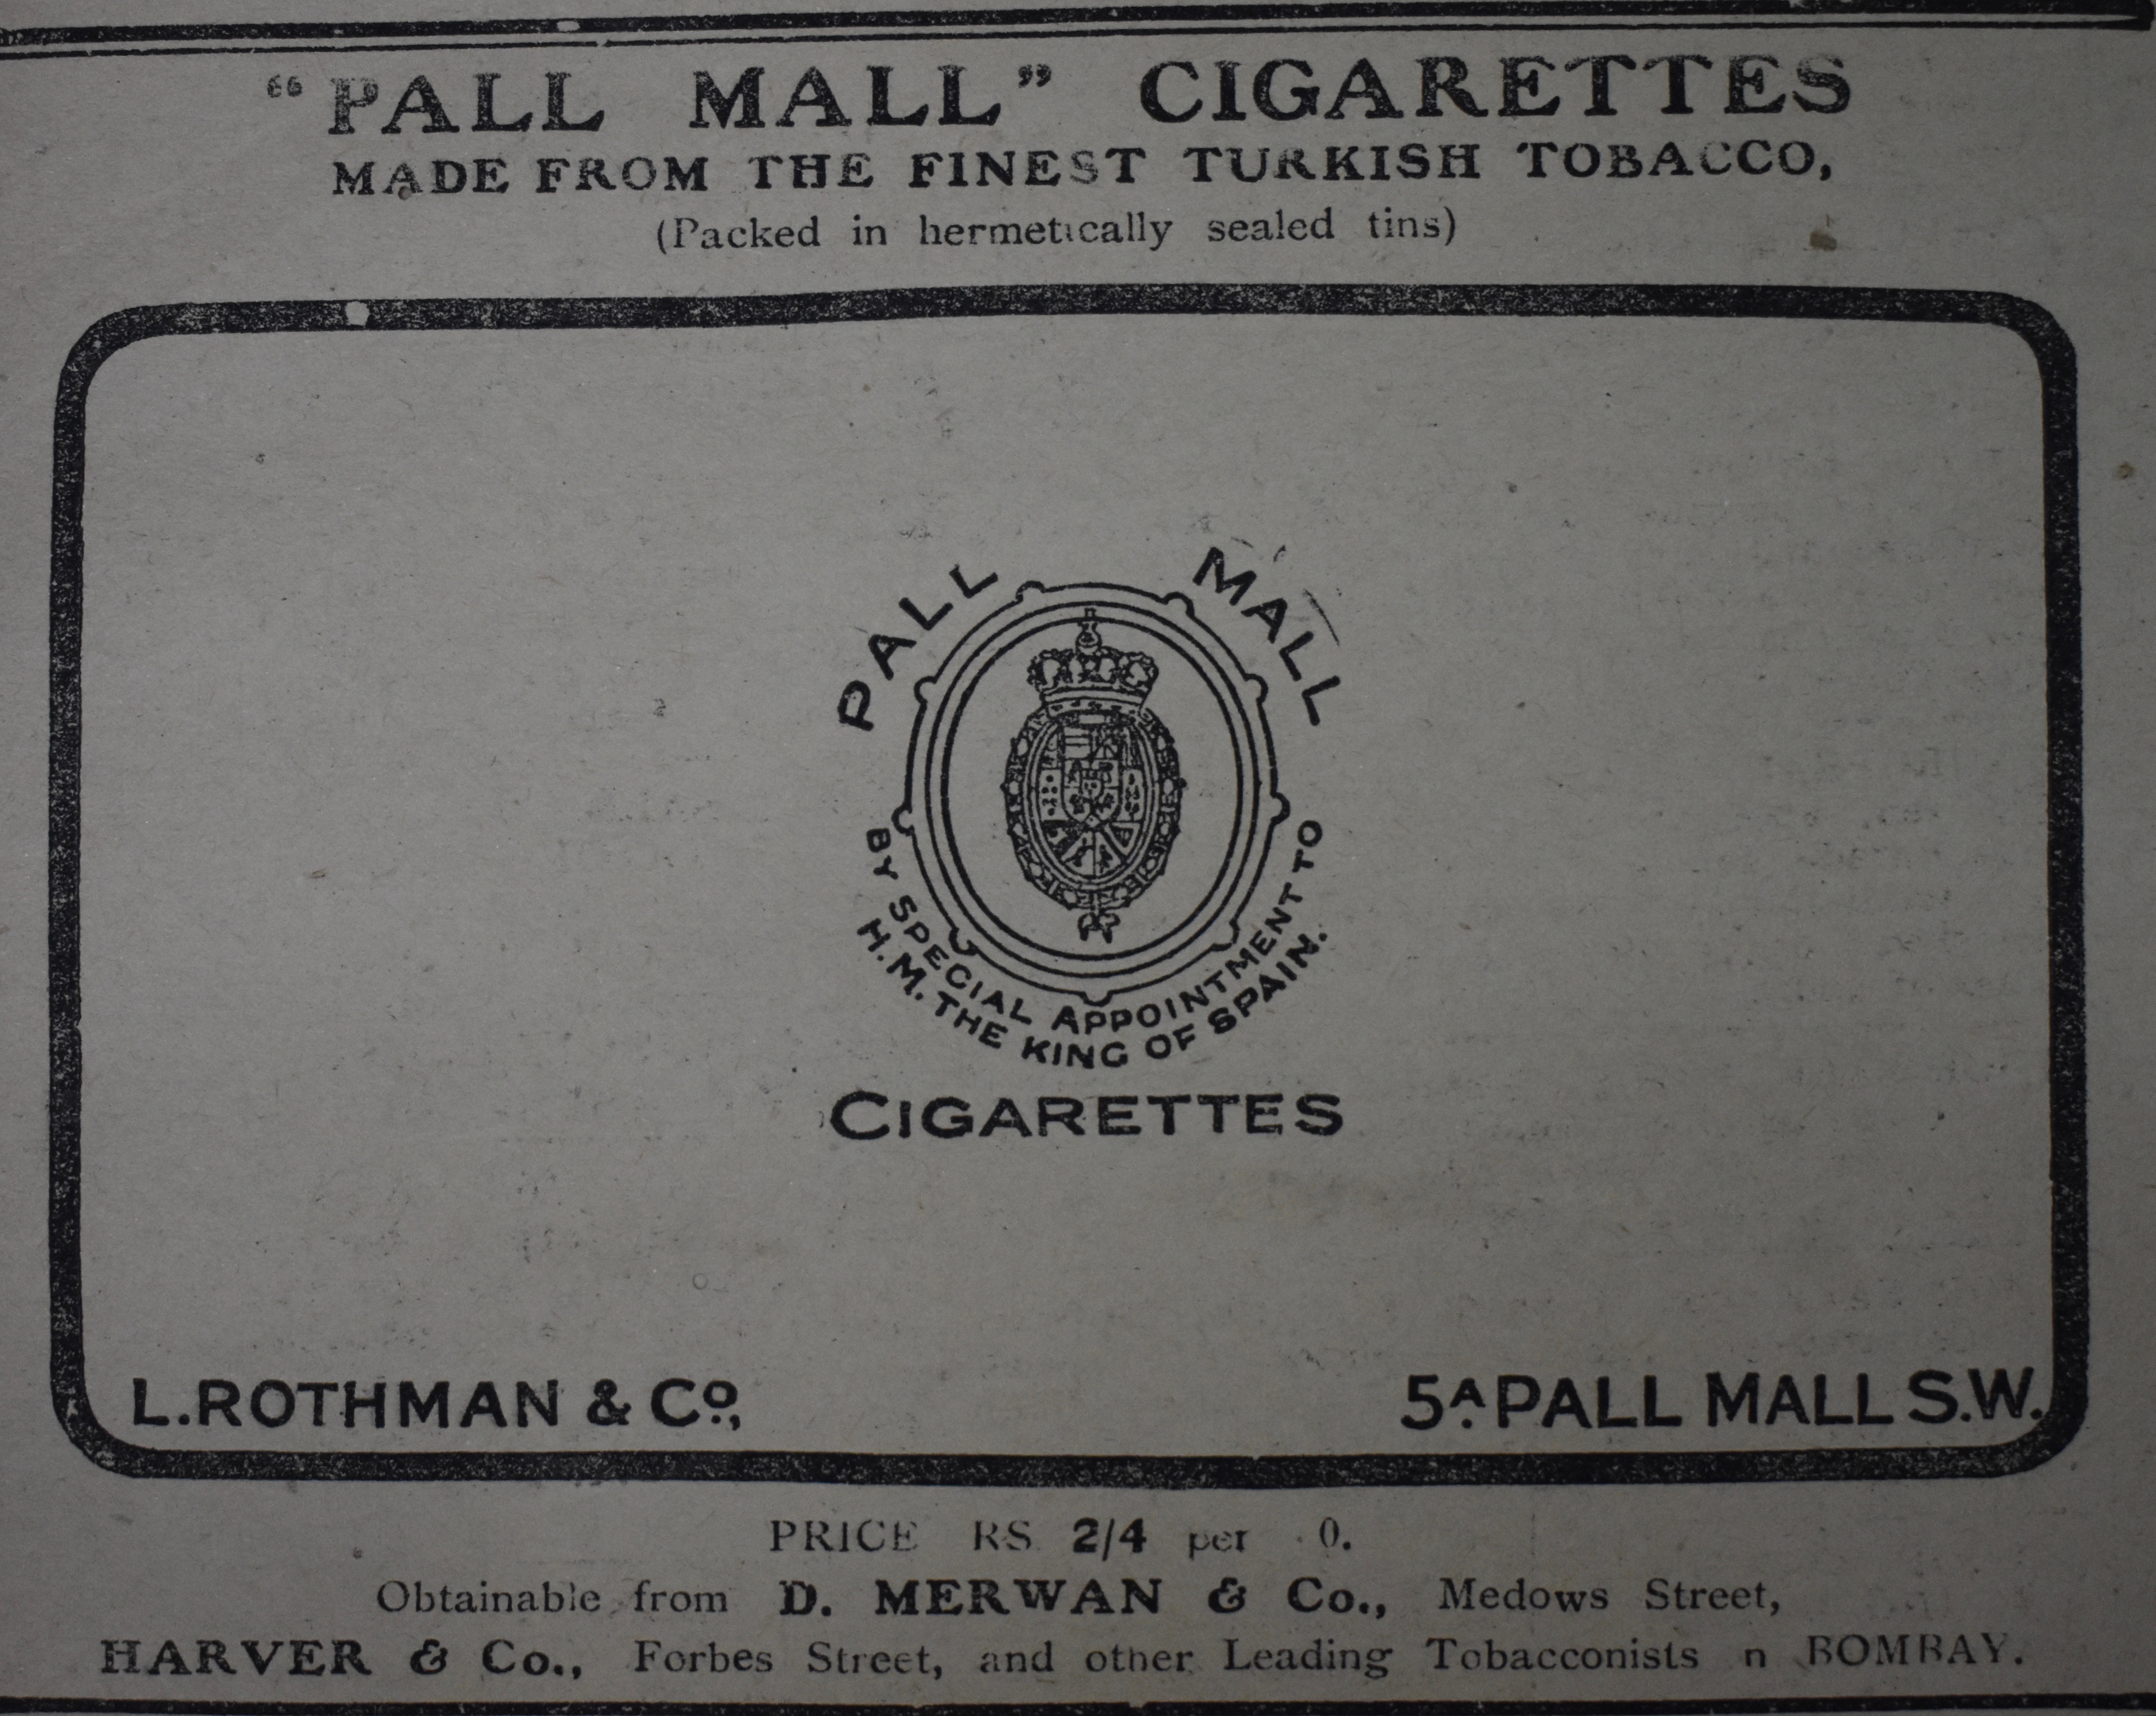 “PALL MALL” CIGARETTES
MADE FROM THE FINEST TURKISH TOBACCO,
(Packed in hermetically sealed tins)
PALL MALL
BY SPECIAL APPOINTMENT TO
H.M. THE KING OF SPAIN.
CIGARETTES
L. ROTHMAN & Co.,
5A. PALL MALL S.W.
PRICE RS 2/4 per 0.
Obtainable from D. MERWAN & Co., Medows Street,
HARVER & Co., Forbes Street, and other Leading Tobacconists n BOMBAY.